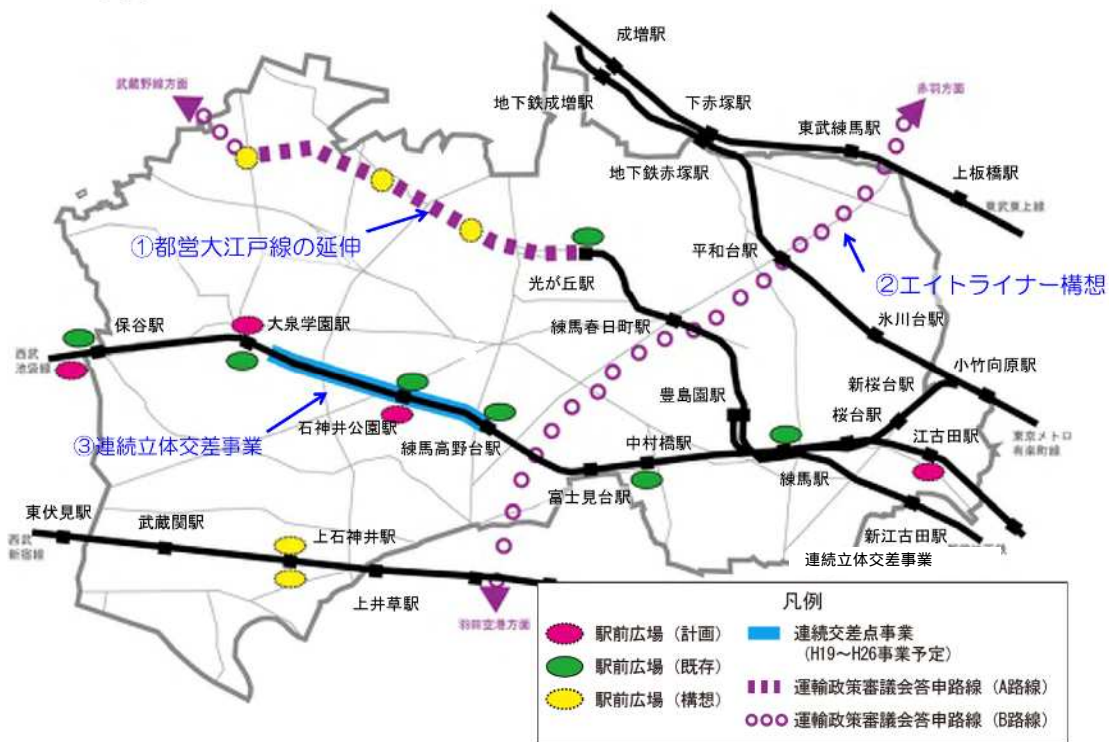 成増駅
武蔵野線方面
地下鉄成増駅
下赤塚駅
赤羽方面
東武練馬駅
地下鉄赤塚駅
上板橋駅
東武東上線
①都営大江戸線の延伸
平和台駅
光が丘駅
②エイトライナー構想
保谷駅
大泉学園駅
練馬春日町駅
氷川台駅
西武
池袋線
小竹向原駅
新桜台駅
豊島園駅
桜台駅
石神井公園駅
③連続立体交差事業
練馬高野台駅
中村橋駅
江古田駅
東京メトロ
有楽町線
練馬駅
富士見台駅
東伏見駅
武蔵関駅
上石神井駅
新江古田駅
西武
新宿線
連続立体交差事業
上井草駅
羽田空港方面
凡例
駅前広場（計画）
連続交差点事業
（H19～H26事業予定）
駅前広場（既存）
駅前広場（構想）
運輸政策審議会答申路線（A路線）
運輸政策審議会答申路線（B路線）